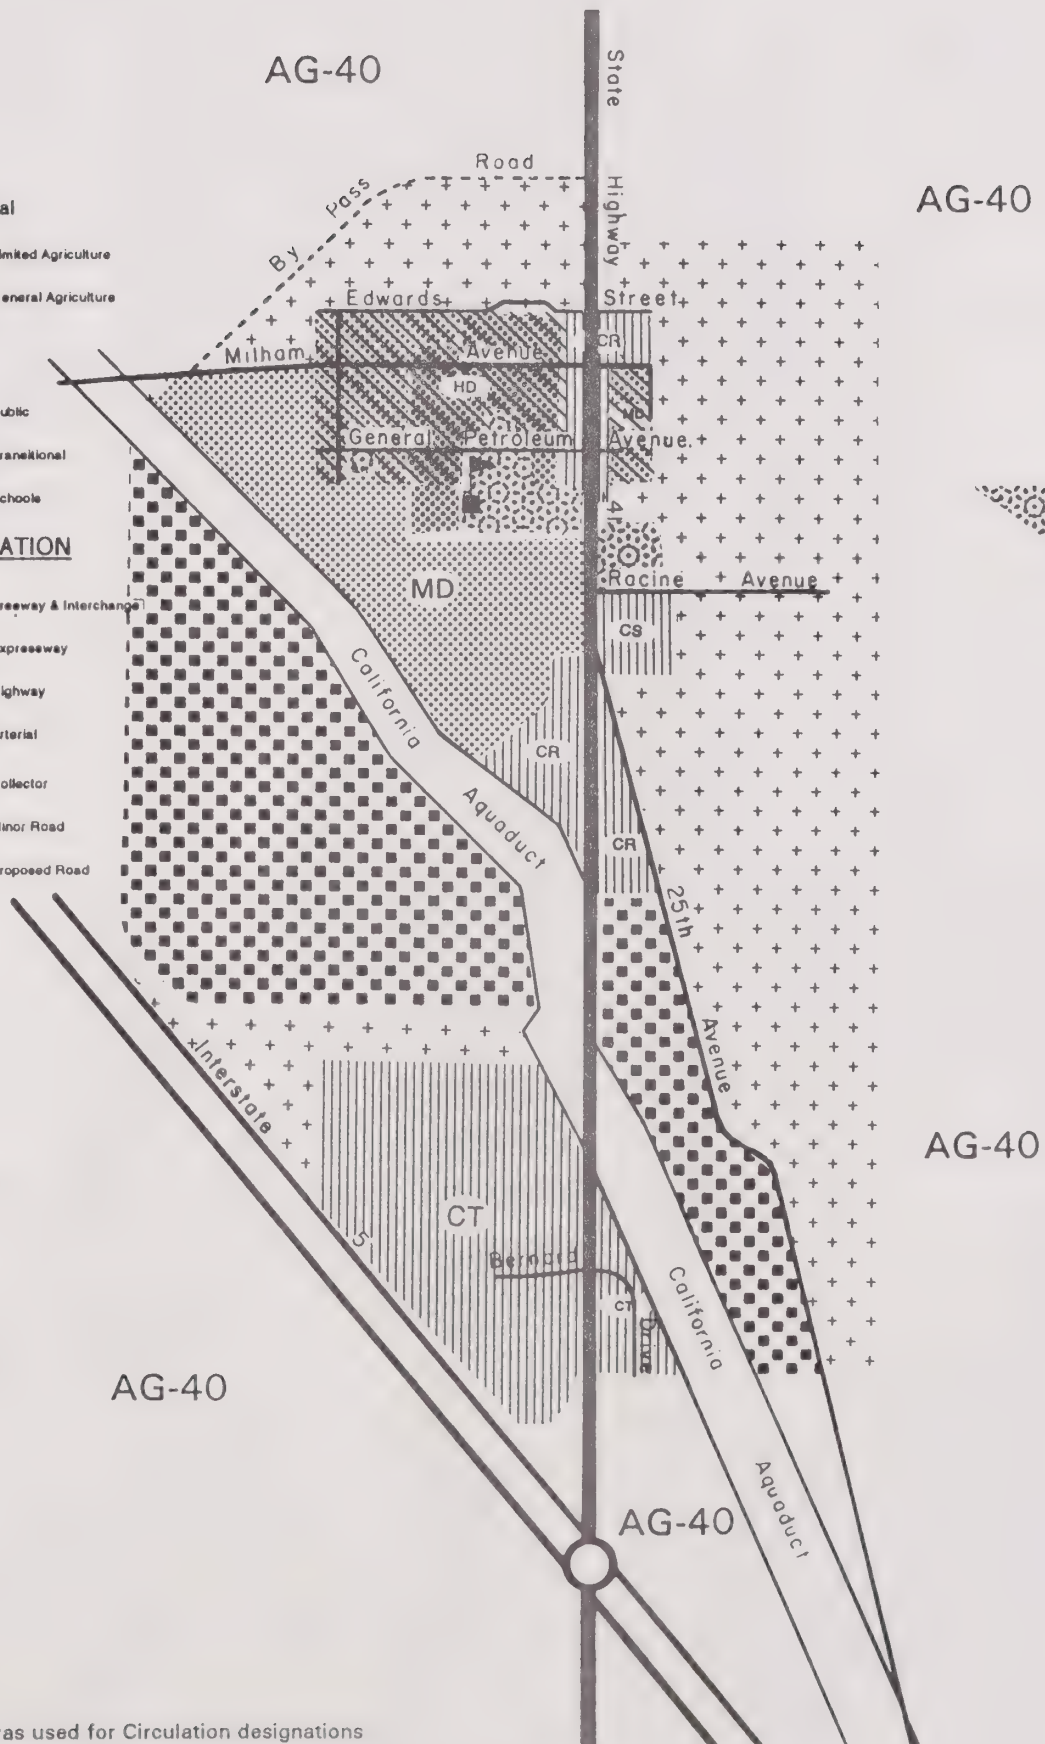 AG-40
State
Highway
41
By Pass Road
AG-40
al
imited Agriculture
eneral Agriculture
ublic
ransitional
chools
ATION
reeway & Interchange
xpressway
ighway
rterial
ollector
inor Road
roposed Road
Edwards Street
Milham Avenue
CR
HD
MD
General Petroleum Avenue
MD
Racine Avenue
CS
California
Aquaduct
CR
CR
25th
Avenue
Interstate
5
CT
AG-40
Bernard
Drive
CT
California
Aquaduct
AG-40
AG-40
as used for Circulation designations